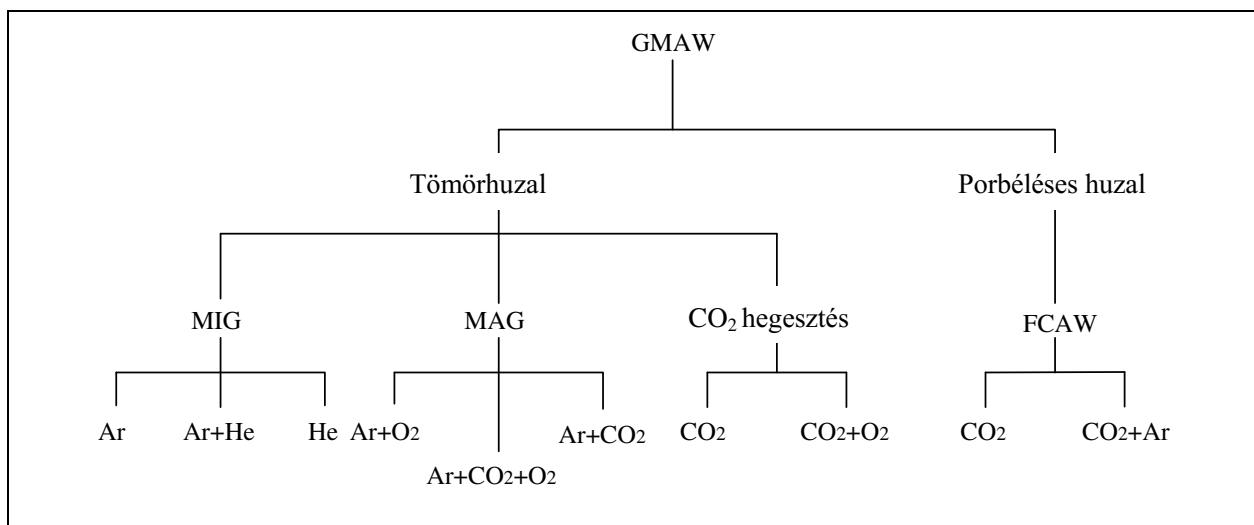 GMAW
Tömörhuzal
Porbéléses huzal
MIG
MAG
CO2 hegesztés
FCAW
Ar
Ar+He
He
Ar+O2
Ar+CO2+O2
Ar+CO2
CO2
CO2+O2
CO2
CO2+Ar